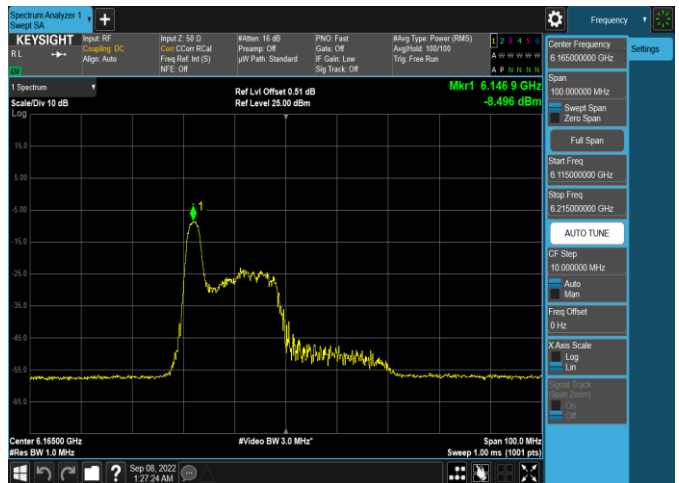 Spectrum Analyzer 1
Swept SA
Frequency
KEYSIGHT
RL
LW
Input: RF
Coupling: DC
Align: Auto
Input Z: 50 Ω
Corr CCorr RCal
Freq Ref: Int (S)
NFE: Off
#Atten: 16 dB
Preamp: Off
µW Path: Standard
PNO: Fast
Gate: Off
IF Gain: Low
Sig Track: Off
#Avg Type: Power (RMS)
Avg|Hold: 100/100
Trig: Free Run
1 2 3 4 5 6
A W W W W W
A P N N N N
1 Spectrum
Scale/Div 10 dB
Log
Ref Lvl Offset 0.51 dB
Ref Level 25.00 dBm
Mkr1 6.146 9 GHz
-8.496 dBm
15.0
5.00
-5.00
-15.0
-25.0
-35.0
-45.0
-55.0
-65.0
1
Center 6.16500 GHz
#Res BW 1.0 MHz
#Video BW 3.0 MHz*
Span 100.0 MHz
Sweep 1.00 ms (1001 pts)
Sep 08, 2022
1:27:24 AM
Center Frequency
6.165000000 GHz
Span
100.000000 MHz
Swept Span
Zero Span
Full Span
Start Freq
6.115000000 GHz
Stop Freq
6.215000000 GHz
AUTO TUNE
CF Step
10.000000 MHz
Auto
Man
Freq Offset
0 Hz
X Axis Scale
Log
Lin
Signal Track
(Span Zoom)
On
Off
Settings